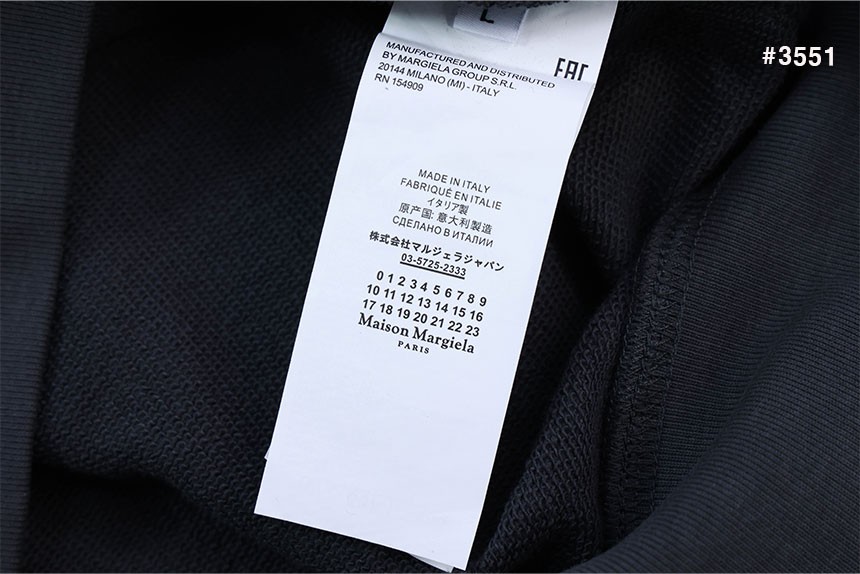 L
#3551
EAC
MANUFACTURED AND DISTRIBUTED
BY MARGIELA GROUP S.R.L.
20144 MILANO (MI) - ITALY
RN 154909
MADE IN ITALY
FABRIQUÉ EN ITALIE
イタリア製
原产国: 意大利製造
СДЕЛАНО В ИТАЛИИ
株式会社マルジェラジャパン
03-5725-2333
0 1 2 3 4 5 6 7 8 9
10 11 12 13 14 15 16
17 18 19 20 21 22 23
Maison Margiela
PARIS